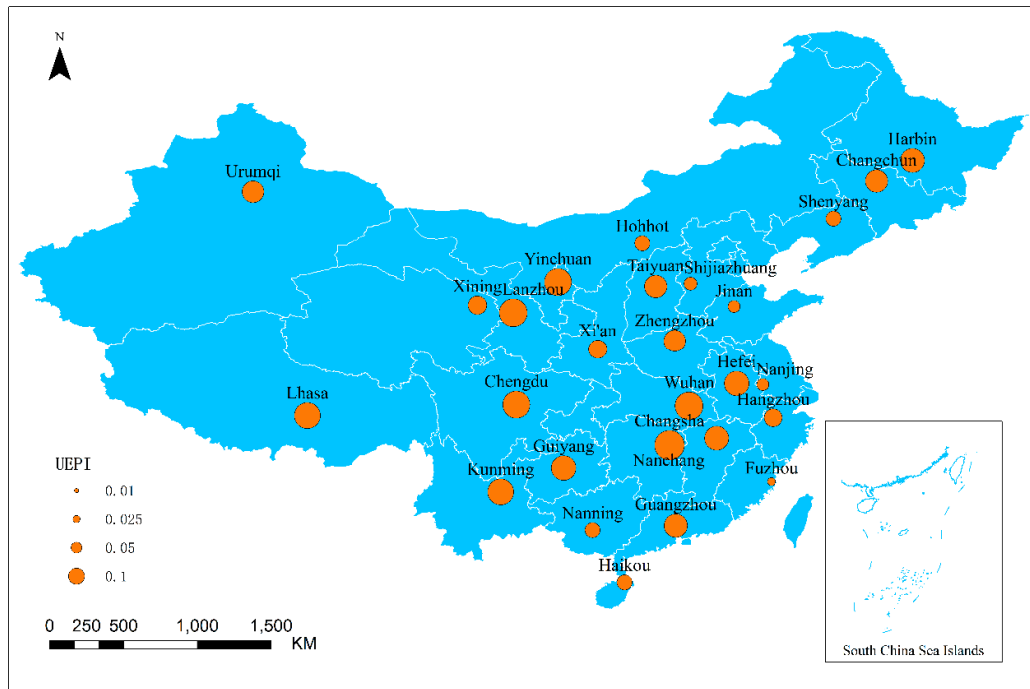 N
Harbin
Changchun
Urumqi
Shenyang
Hohhot
Yinchuan
Taiyuan
Shijiazhuang
Xining
Lanzhou
Jinan
Zhengzhou
Xi'an
Hefei
Nanjing
Chengdu
Wuhan
Lhasa
Hangzhou
Changsha
Guiyang
Nanchang
Kunming
Fuzhou
UEPI
0.01
0.025
0.05
0.1
Guangzhou
Nanning
Haikou
0 250 500 1,000 1,500
KM
South China Sea Islands